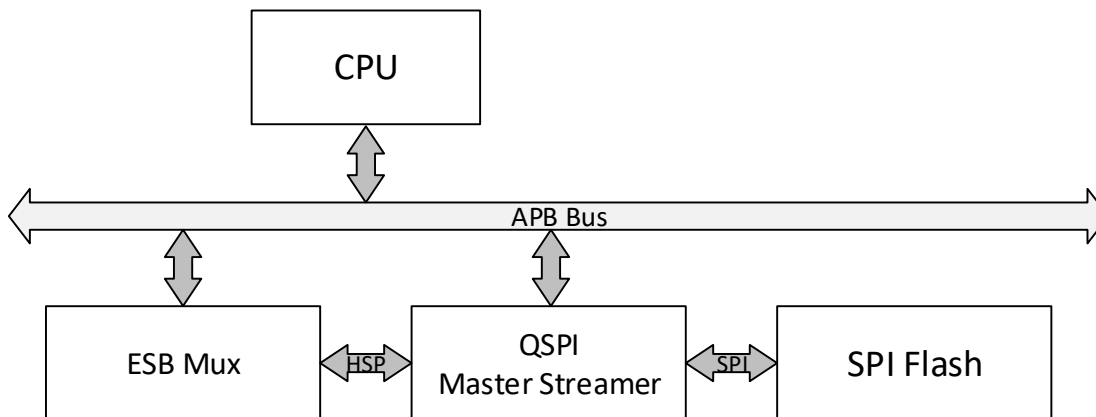 CPU
APB Bus
ESB Mux
HSP
QSPI
Master Streamer
SPI
SPI Flash